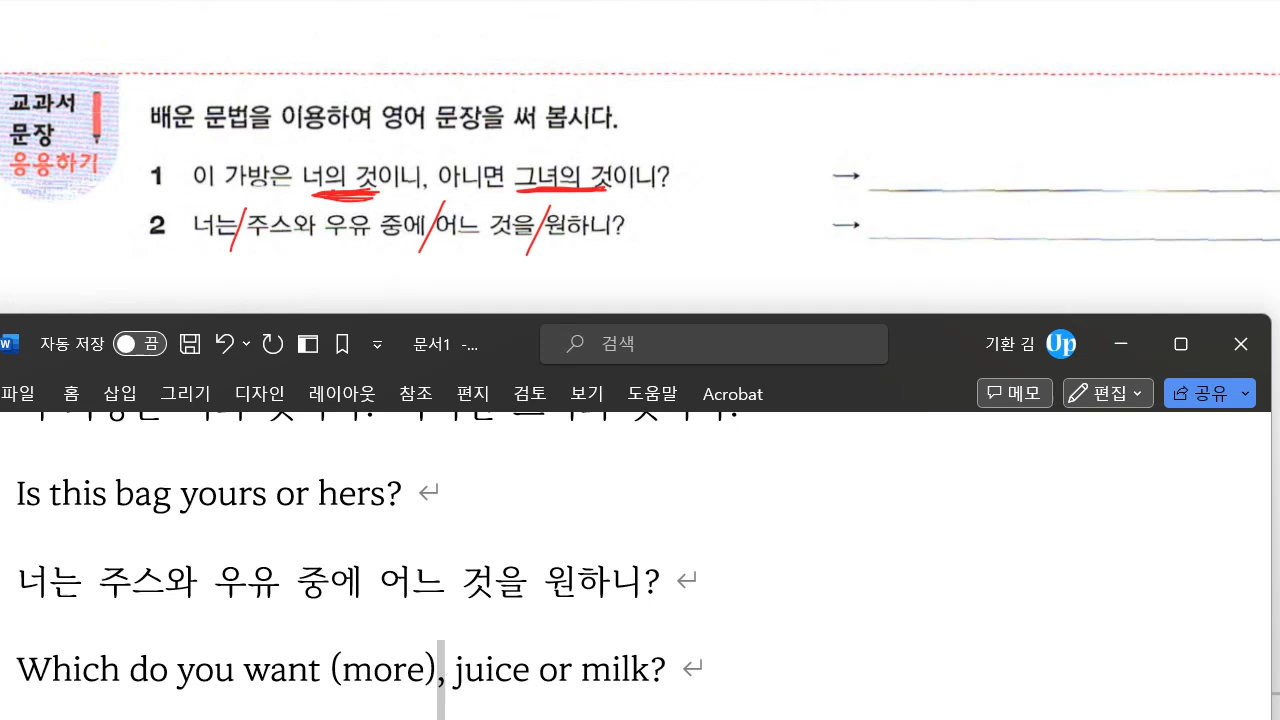 교과서
문장
응용하기
배운 문법을 이용하여 영어 문장을 써 봅시다.
1 이 가방은 너의 것이니, 아니면 그녀의 것이니? →
2 너는 주스와 우유 중에 어느 것을 원하니? →
자동 저장 끔 문서1 -... 검색 기환 김 Up
파일 홈 삽입 그리기 디자인 레이아웃 참조 편지 검토 보기 도움말 Acrobat 메모 편집 공유
Is this bag yours or hers?
너는 주스와 우유 중에 어느 것을 원하니?
Which do you want (more), juice or milk?